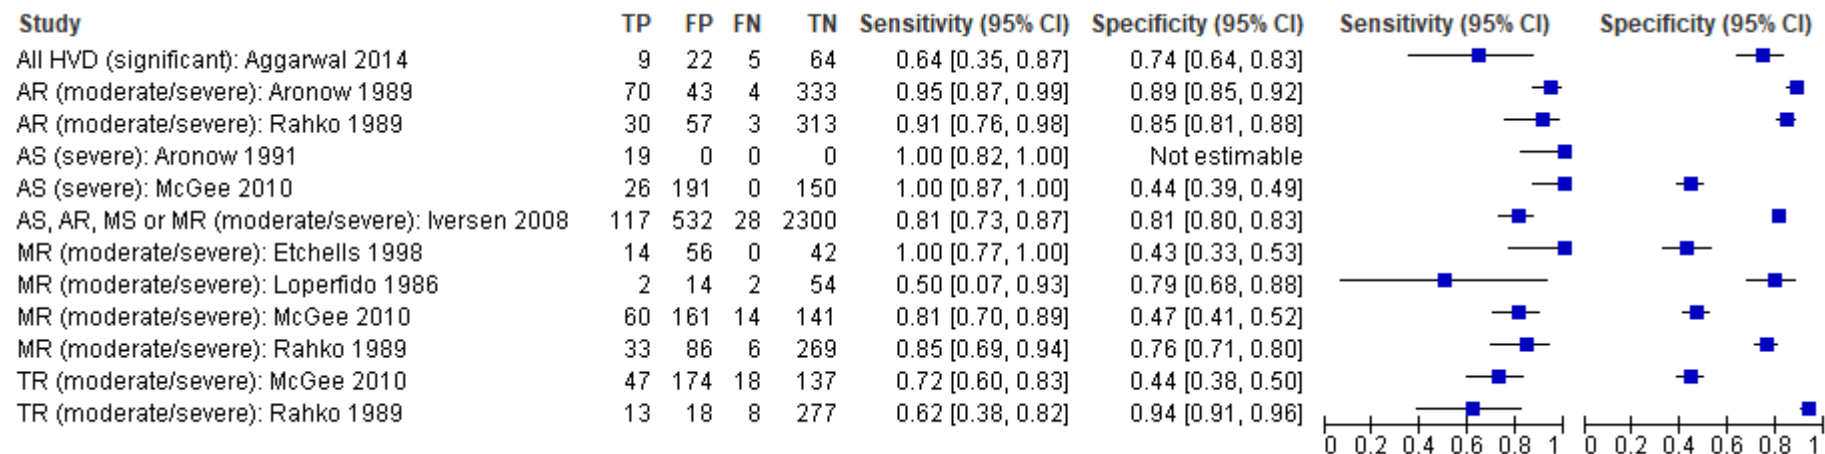 Study TP FP FN TN Sensitivity (95% CI) Specificity (95% CI) Sensitivity (95% CI) Specificity (95% CI)
All HVD (significant): Aggarwal 2014 9 22 5 64 0.64 [0.35, 0.87] 0.74 [0.64, 0.83]
AR (moderate/severe): Aronow 1989 70 43 4 333 0.95 [0.87, 0.99] 0.89 [0.85, 0.92]
AR (moderate/severe): Rahko 1989 30 57 3 313 0.91 [0.76, 0.98] 0.85 [0.81, 0.88]
AS (severe): Aronow 1991 19 0 0 0 1.00 [0.82, 1.00] Not estimable
AS (severe): McGee 2010 26 191 0 150 1.00 [0.87, 1.00] 0.44 [0.39, 0.49]
AS, AR, MS or MR (moderate/severe): Iversen 2008 117 532 28 2300 0.81 [0.73, 0.87] 0.81 [0.80, 0.83]
MR (moderate/severe): Etchells 1998 14 56 0 42 1.00 [0.77, 1.00] 0.43 [0.33, 0.53]
MR (moderate/severe): Loperfido 1986 2 14 2 54 0.50 [0.07, 0.93] 0.79 [0.68, 0.88]
MR (moderate/severe): McGee 2010 60 161 14 141 0.81 [0.70, 0.89] 0.47 [0.41, 0.52]
MR (moderate/severe): Rahko 1989 33 86 6 269 0.85 [0.69, 0.94] 0.76 [0.71, 0.80]
TR (moderate/severe): McGee 2010 47 174 18 137 0.72 [0.60, 0.83] 0.44 [0.38, 0.50]
TR (moderate/severe): Rahko 1989 13 18 8 277 0.62 [0.38, 0.82] 0.94 [0.91, 0.96]
0 0.2 0.4 0.6 0.8 1 0 0.2 0.4 0.6 0.8 1